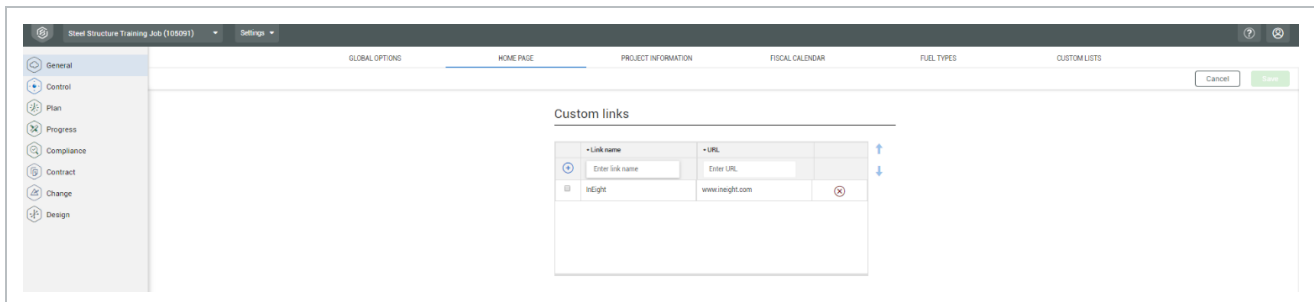 Steel Structure Training Job (105091) Settings
General
Control
Plan
Progress
Compliance
Contract
Change
Design
GLOBAL OPTIONS HOME PAGE PROJECT INFORMATION FISCAL CALENDAR FUEL TYPES CUSTOM LISTS
Cancel Save
Custom links
Link name URL
Enter link name Enter URL
InEight www.ineight.com